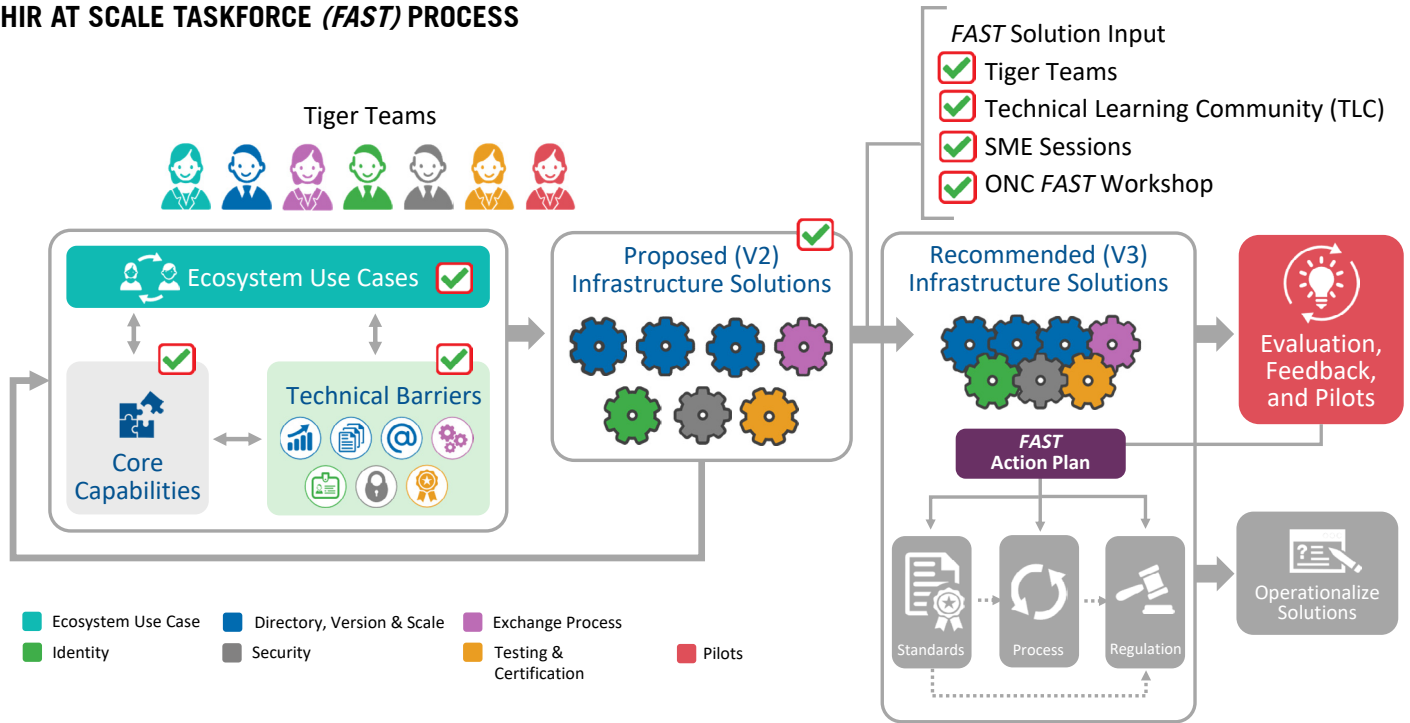 HIR AT SCALE TASKFORCE (FAST) PROCESS
FAST Solution Input
Tiger Teams
Technical Learning Community (TLC)
SME Sessions
ONC FAST Workshop
Tiger Teams
Ecosystem Use Cases
Core
Capabilities
Technical Barriers
Proposed (V2)
Infrastructure Solutions
Recommended (V3)
Infrastructure Solutions
Evaluation,
Feedback,
and Pilots
FAST
Action Plan
Standards
Process
Regulation
Operationalize
Solutions
Ecosystem Use Case
Directory, Version & Scale
Exchange Process
Identity
Security
Testing &
Certification
Pilots